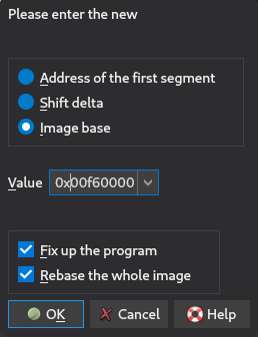 Please enter the new
Address of the first segment
Shift delta
Image base
Value 0x00f60000
Fix up the program
Rebase the whole image
OK Cancel Help